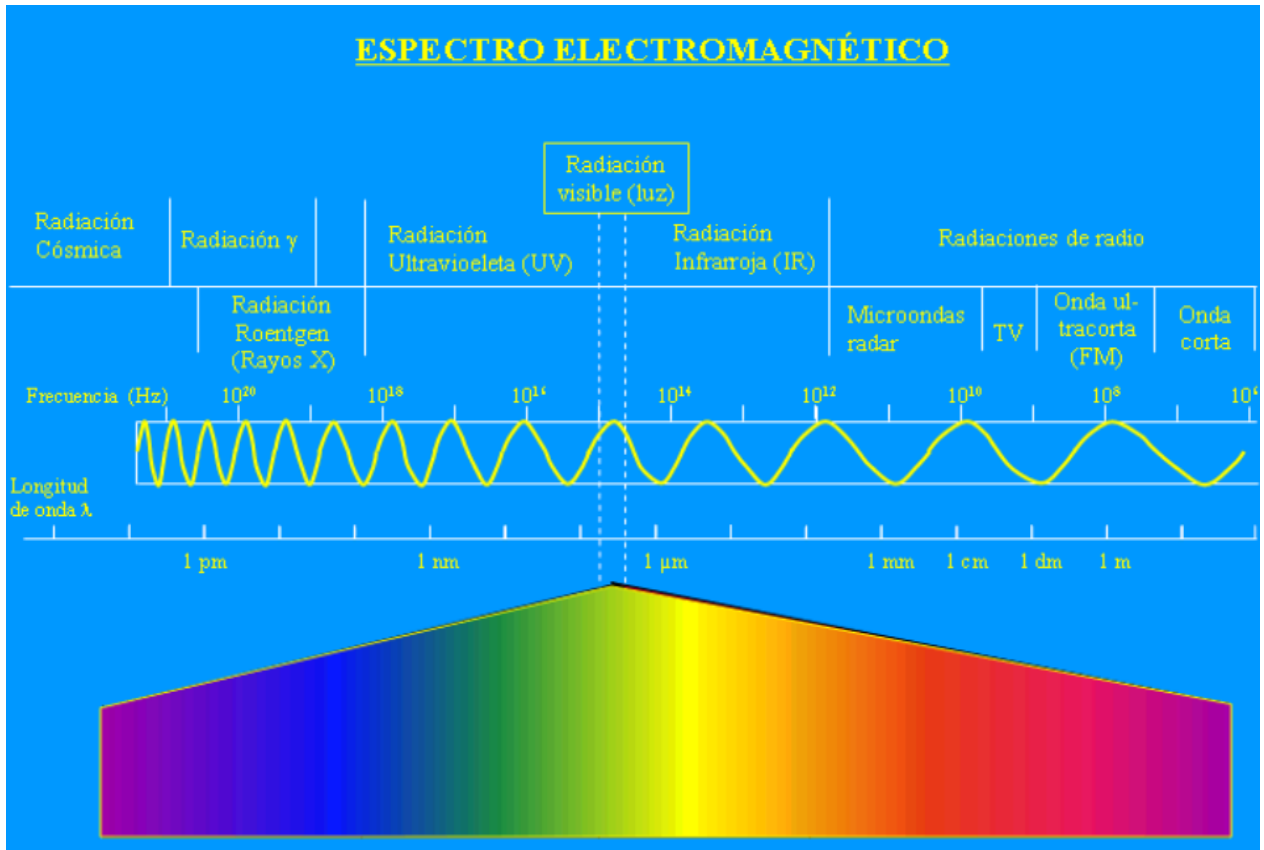 ESPECTRO ELECTROMAGNÉTICO
Radiación
visible (luz)
Radiación
Cósmica
Radiación γ
Radiación
Ultravioeleta (UV)
Radiación
Infrarroja (IR)
Radiaciones de radio
Radiación
Roentgen
(Rayos X)
Microondas
radar
TV
Onda ul-
tracorta
(FM)
Onda
corta
Frecuencia (Hz) 10²⁰ 10¹⁸ 10¹⁶ 10¹⁴ 10¹² 10¹⁰ 10⁸ 10⁶
Longitud
de onda λ
1 pm 1 nm 1 µm 1 mm 1 cm 1 dm 1 m